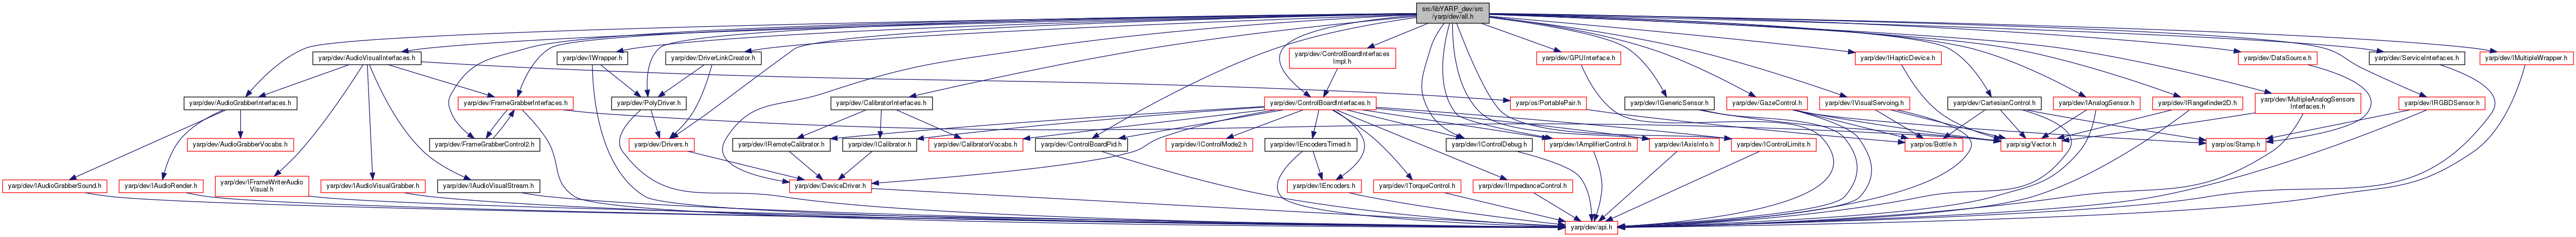 src/libYARP_dev/src
/yarp/dev/all.h
yarp/dev/AudioVisualInterfaces.h
yarp/dev/IWrapper.h
yarp/dev/DriverLinkCreator.h
yarp/dev/ControlBoardInterfaces
Impl.h
yarp/dev/GPUInterface.h
yarp/dev/IHapticDevice.h
yarp/dev/DataSource.h
yarp/dev/ServiceInterfaces.h
yarp/dev/IMultipleWrapper.h
yarp/dev/AudioGrabberInterfaces.h
yarp/dev/FrameGrabberInterfaces.h
yarp/dev/PolyDriver.h
yarp/dev/CalibratorInterfaces.h
yarp/dev/ControlBoardInterfaces.h
yarp/os/PortablePair.h
yarp/dev/IGenericSensor.h
yarp/dev/GazeControl.h
yarp/dev/IVisualServoing.h
yarp/dev/CartesianControl.h
yarp/dev/IAnalogSensor.h
yarp/dev/IRangefinder2D.h
yarp/dev/MultipleAnalogSensors
Interfaces.h
yarp/dev/IRGBDSensor.h
yarp/dev/AudioGrabberVocabs.h
yarp/dev/FrameGrabberControl2.h
yarp/dev/Drivers.h
yarp/dev/IRemoteCalibrator.h
yarp/dev/ICalibrator.h
yarp/dev/CalibratorVocabs.h
yarp/dev/ControlBoardPid.h
yarp/dev/IControlMode2.h
yarp/dev/IEncodersTimed.h
yarp/dev/IControlDebug.h
yarp/dev/IAmplifierControl.h
yarp/dev/IAxisInfo.h
yarp/dev/IControlLimits.h
yarp/os/Bottle.h
yarp/sig/Vector.h
yarp/os/Stamp.h
yarp/dev/IAudioGrabberSound.h
yarp/dev/IAudioRender.h
yarp/dev/IFrameWriterAudio
Visual.h
yarp/dev/IAudioVisualGrabber.h
yarp/dev/IAudioVisualStream.h
yarp/dev/DeviceDriver.h
yarp/dev/IEncoders.h
yarp/dev/ITorqueControl.h
yarp/dev/IImpedanceControl.h
yarp/dev/api.h